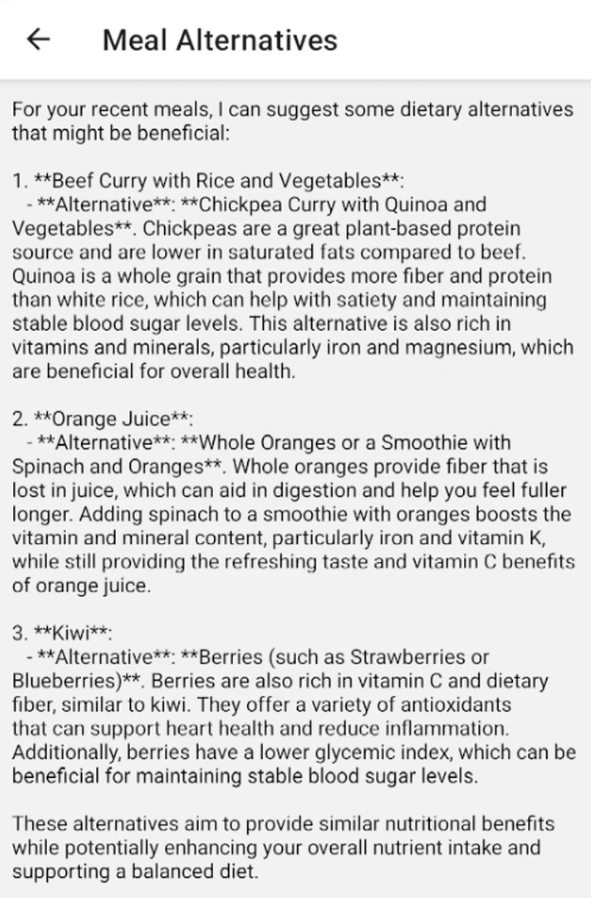 Meal Alternatives
For your recent meals, I can suggest some dietary alternatives
that might be beneficial:
1. **Beef Curry with Rice and Vegetables**:
- **Alternative**: **Chickpea Curry with Quinoa and
Vegetables**. Chickpeas are a great plant-based protein
source and are lower in saturated fats compared to beef.
Quinoa is a whole grain that provides more fiber and protein
than white rice, which can help with satiety and maintaining
stable blood sugar levels. This alternative is also rich in
vitamins and minerals, particularly iron and magnesium, which
are beneficial for overall health.
2. **Orange Juice**:
- **Alternative**: **Whole Oranges or a Smoothie with
Spinach and Oranges**. Whole oranges provide fiber that is
lost in juice, which can aid in digestion and help you feel fuller
longer. Adding spinach to a smoothie with oranges boosts the
vitamin and mineral content, particularly iron and vitamin K,
while still providing the refreshing taste and vitamin C benefits
of orange juice.
3. **Kiwi**:
- **Alternative**: **Berries (such as Strawberries or
Blueberries)**. Berries are also rich in vitamin C and dietary
fiber, similar to kiwi. They offer a variety of antioxidants
that can support heart health and reduce inflammation.
Additionally, berries have a lower glycemic index, which can be
beneficial for maintaining stable blood sugar levels.
These alternatives aim to provide similar nutritional benefits
while potentially enhancing your overall nutrient intake and
supporting a balanced diet.